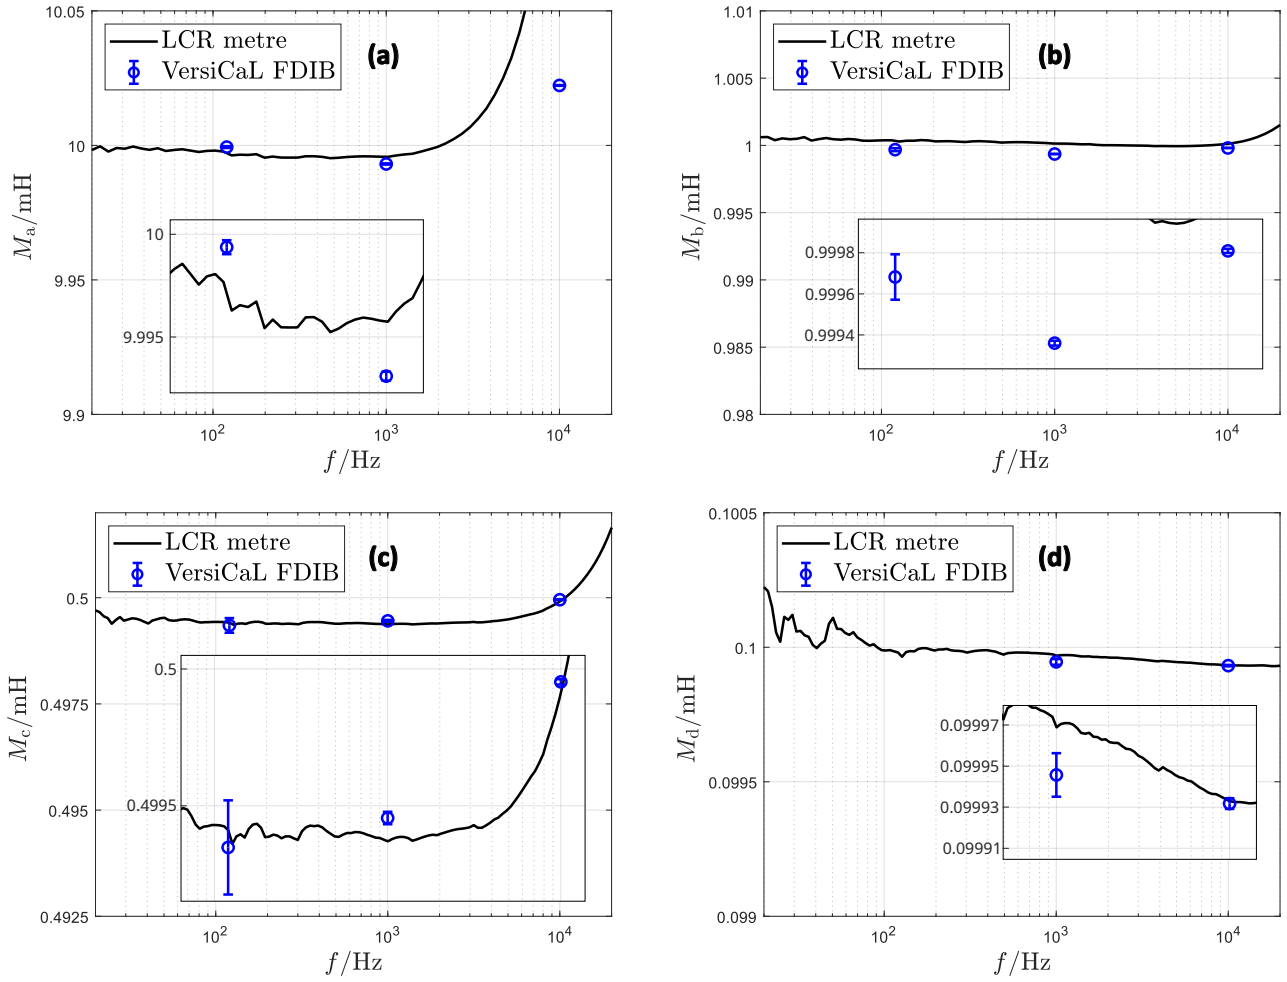 10.05
LCR metre
VersiCaL FDIB
(a)
10
9.95
9.9
M_a/mH
10
9.995
10^2
10^3
10^4
f/Hz
1.01
LCR metre
VersiCaL FDIB
(b)
1.005
1
0.995
0.99
0.985
0.98
M_b/mH
0.9998
0.9996
0.9994
10^2
10^3
10^4
f/Hz
LCR metre
VersiCaL FDIB
(c)
0.5
0.4975
0.495
0.4925
M_c/mH
0.5
0.4995
10^2
10^3
10^4
f/Hz
0.1005
LCR metre
VersiCaL FDIB
(d)
0.1
0.0995
0.099
M_d/mH
0.09997
0.09995
0.09993
0.09991
10^2
10^3
10^4
f/Hz